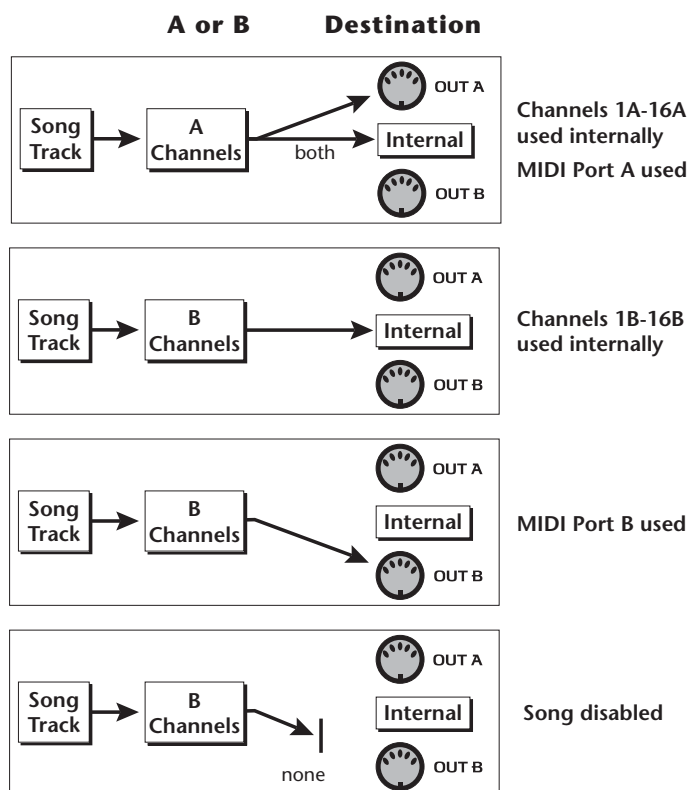 A or B Destination
OUT A
Song
Track
A
Channels
both
Internal
OUT B
Channels 1A-16A
used internally
MIDI Port A used
OUT A
Song
Track
B
Channels
Internal
OUT B
Channels 1B-16B
used internally
OUT A
Song
Track
B
Channels
Internal
OUT B
MIDI Port B used
OUT A
Song
Track
B
Channels
none
Internal
OUT B
Song disabled